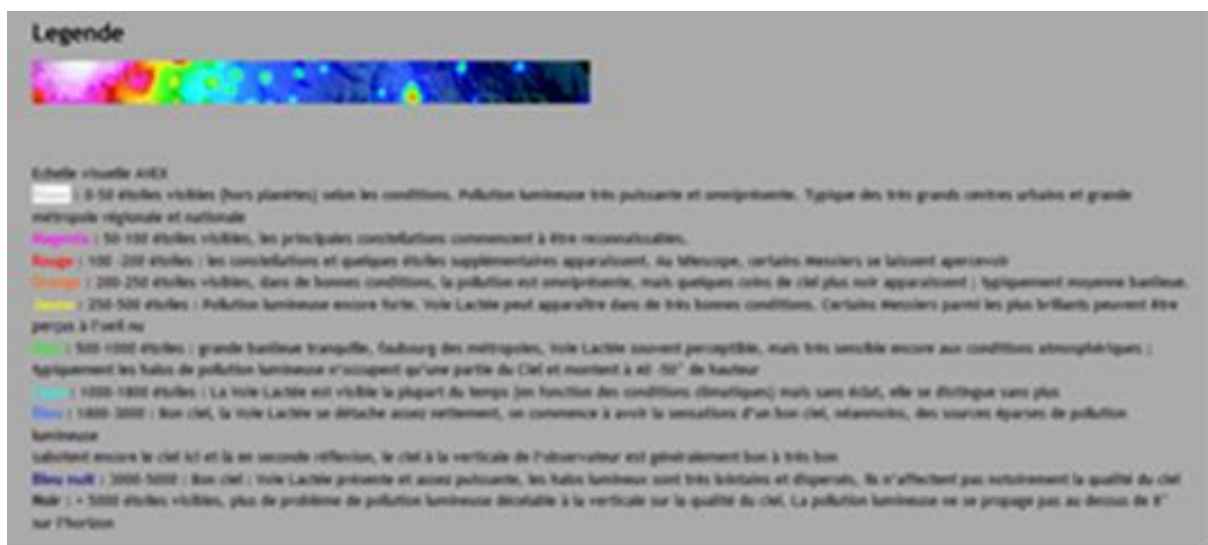 Legende
Echelle visuelle AVEX
: 0-50 étoiles visibles (hors planètes) selon les conditions. Pollution lumineuse très puissante et omniprésente. Typique des très grands centres urbains et grande
métropole régionale et nationale
Magenta : 50-100 étoiles visibles, les principales constellations commencent à être reconnaissables.
Rouge : 100 -200 étoiles : les constellations et quelques étoiles supplémentaires apparaissent. Au télescope, certains Messiers se laissent apercevoir
Orange : 200-250 étoiles visibles, dans de bonnes conditions, la pollution est omniprésente, mais quelques coins de ciel plus noir apparaissent ; typiquement moyenne banlieue.
Jaune : 250-500 étoiles : Pollution lumineuse encore forte. Voie Lactée peut apparaître dans de très bonnes conditions. Certains Messiers parmi les plus brillants peuvent être
perçus à l'oeil nu
: 500-1000 étoiles : grande banlieue tranquille, faubourg des métropoles, Voie Lactée souvent perceptible, mais très sensible encore aux conditions atmosphériques ;
typiquement les halos de pollution lumineuse n'occupent qu'une partie du Ciel et montent à 40 -50° de hauteur
: 1000-1800 étoiles : La Voie Lactée est visible la plupart du temps (en fonction des conditions climatiques) mais sans éclat, elle se distingue sans plus
Bleu : 1800-3000 : Bon ciel, la Voie Lactée se détache assez nettement, on commence à avoir la sensations d'un bon ciel, néanmoins, des sources éparses de pollution
lumineuse
sabotent encore le ciel ici et là en seconde réflexion, le ciel à la verticale de l'observateur est généralement bon à très bon
Bleu nuit : 3000-5000 : Bon ciel : Voie Lactée présente et assez puissante, les halos lumineux sont très lointains et dispersés, ils n'affectent pas notoirement la qualité du ciel
Noir : + 5000 étoiles visibles, plus de problème de pollution lumineuse décelable à la verticale sur la qualité du ciel. La pollution lumineuse ne se propage pas au dessus de 8°
sur l'horizon